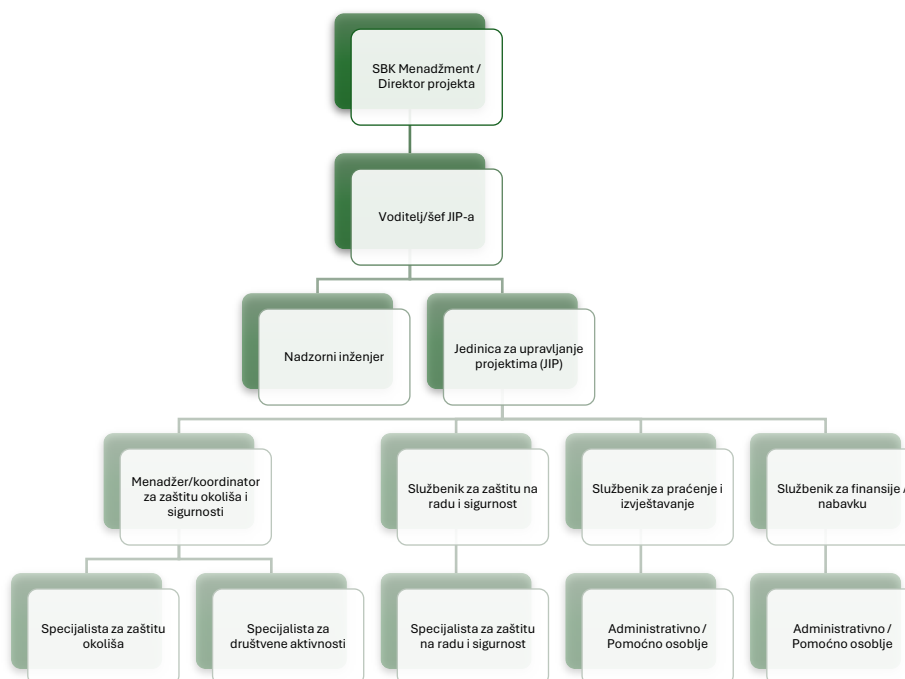 SBK Menadžment /
Direktor projekta
Voditelj/šef JIP-a
Nadzorni inženjer
Jedinica za upravljanje
projektima (JIP)
Menadžer/koordinator
za zaštitu okoliša i
sigurnosti
Službenik za zaštitu na
radu i sigurnost
Službenik za praćenje i
izvještavanje
Službenik za finansije /
nabavku
Specijalista za zaštitu
okoliša
Specijalista za
društvene aktivnosti
Specijalista za zaštitu
na radu i sigurnost
Administrativno /
Pomoćno osoblje
Administrativno /
Pomoćno osoblje